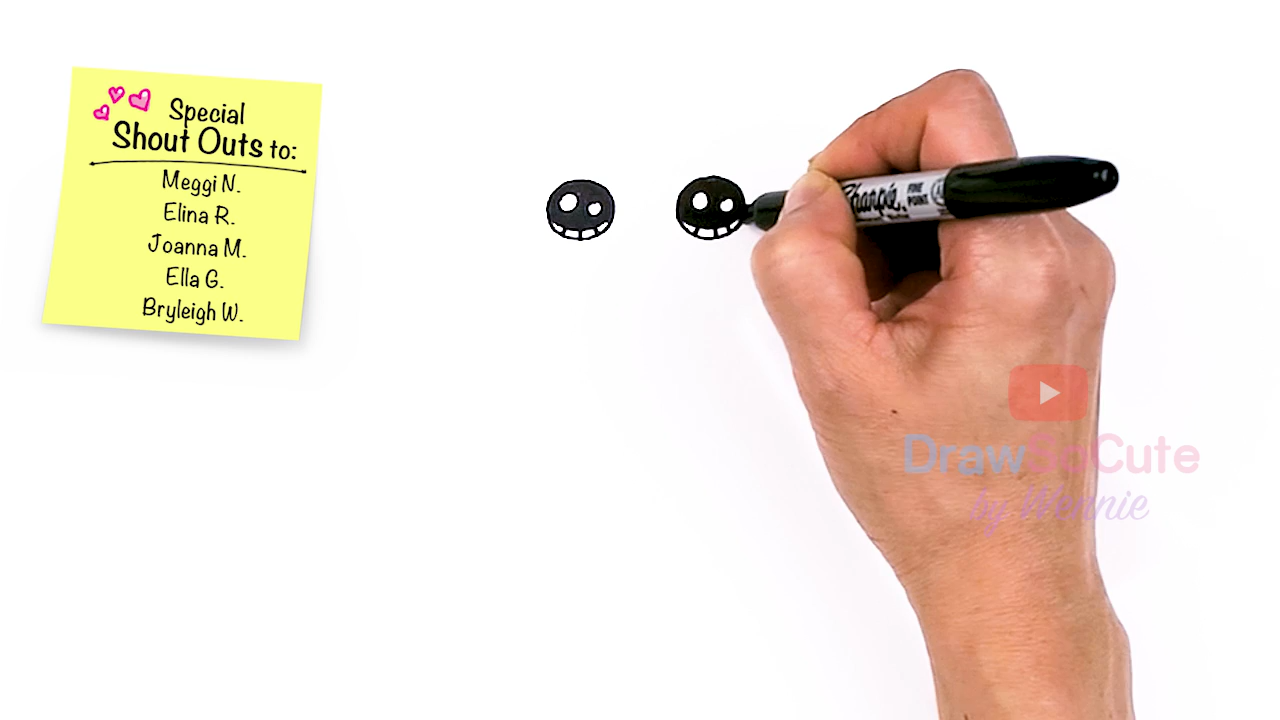 Special
Shout Outs to:
Meggi N.
Elina R.
Joanna M.
Ella G.
Bryleigh W.
Sharpie.
FINE
POINT
DrawSoCute
by Wennie